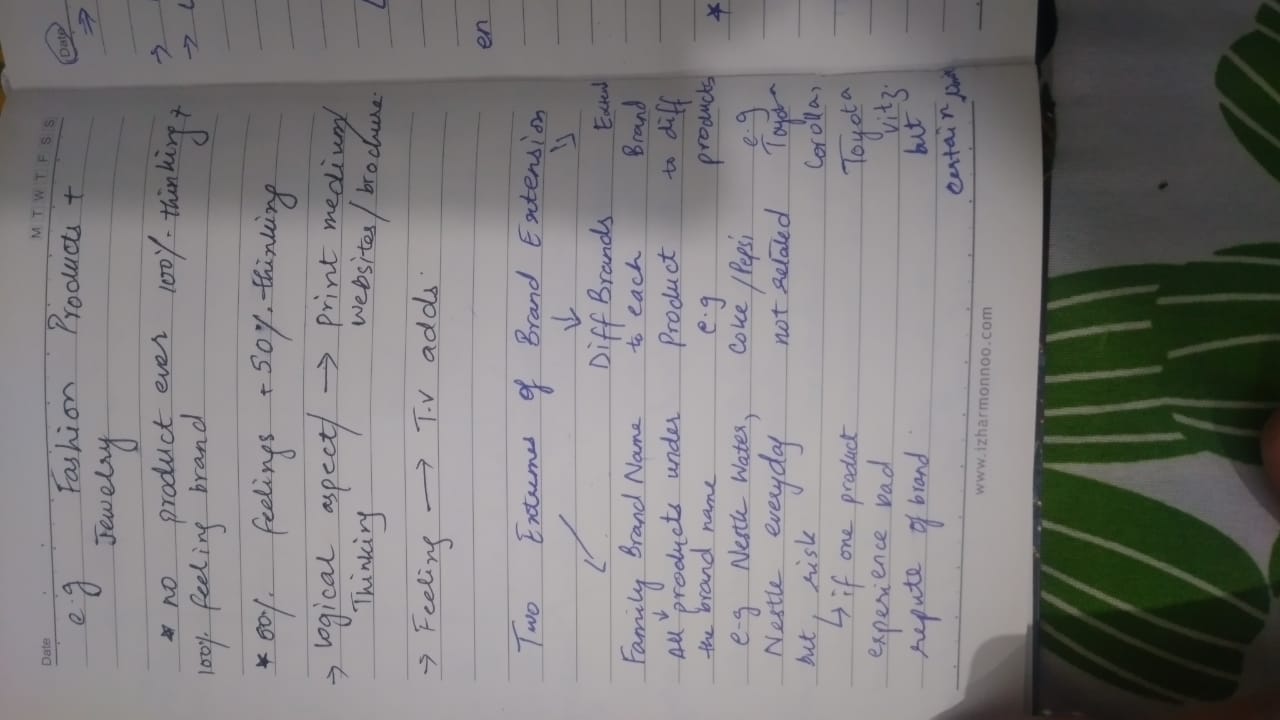 Date
M T W T F S S
e.g Fashion Products +
Jewelry
* no product ever 100% thinking +
100% feeling brand
* 50% feelings + 50% thinking
→ Logical aspect/ → Print medium/
Thinking websites/brochure.
→ Feeling → T.V adds.
Two Extremes of Brand Extension
Family Brand Name
All products under
the brand name
e-g Nestle Water,
Nestle everyday
but, risk
↳ if one product
experience bad
repute of brand
Diff Brands
to each
Product
e.g
Coke /Pepsi
not related
Extend
Brand
to diff
products
e.g
Toyota
Corolla,
Toyota
vitz.
but
certain
www.izharmonnoo.com
Date
en